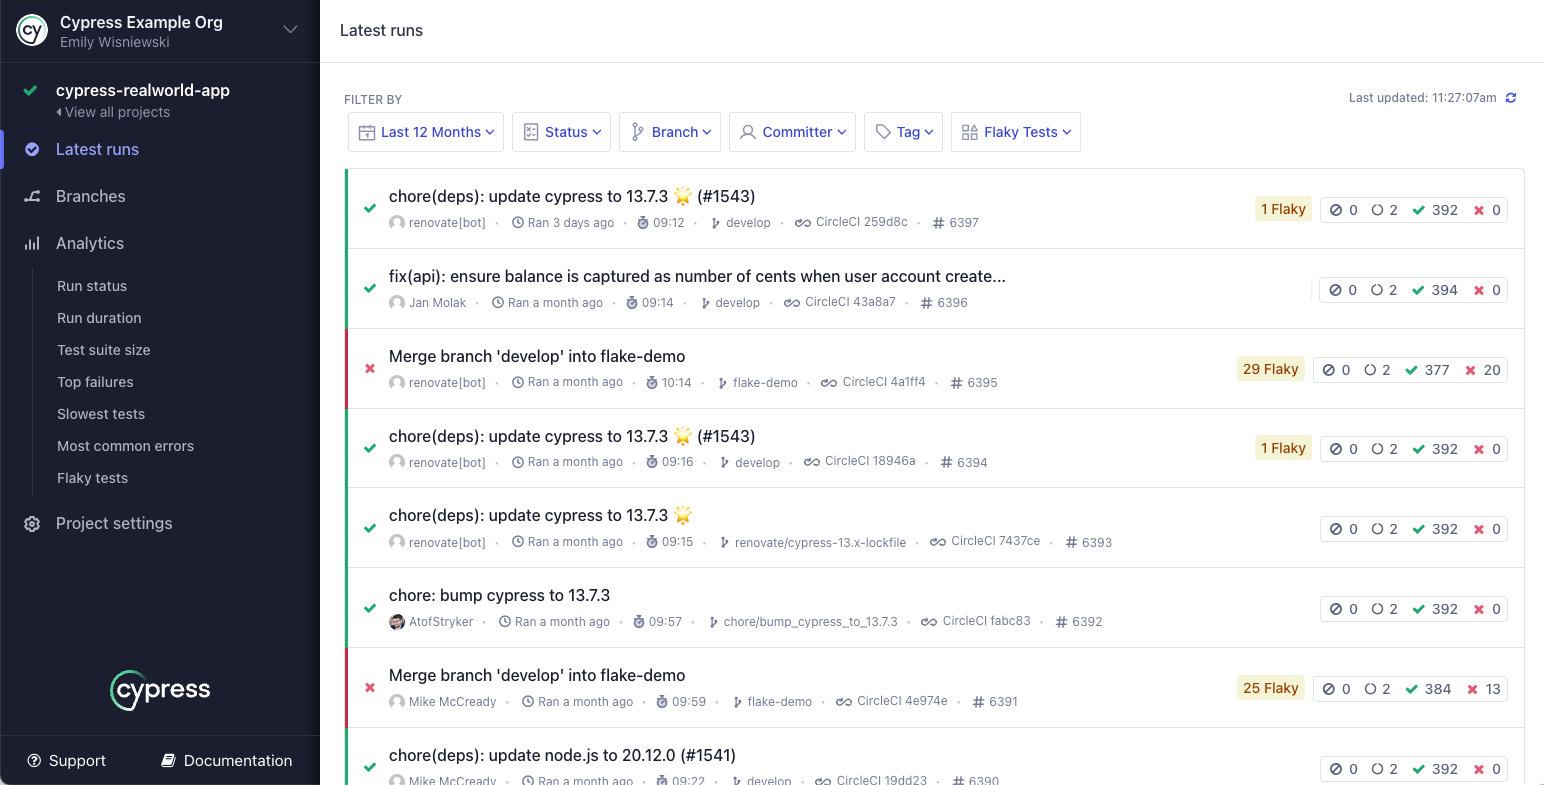 Cypress Example Org
Emily Wisniewski
cypress-realworld-app
View all projects
Latest runs
Branches
Analytics
Run status
Run duration
Test suite size
Top failures
Slowest tests
Most common errors
Flaky tests
Project settings
cypress
Support
Documentation
Latest runs
FILTER BY
Last updated: 11:27:07am
Last 12 Months
Status
Branch
Committer
Tag
Flaky Tests
chore(deps): update cypress to 13.7.3 🌟 (#1543)
renovate[bot] · Ran 3 days ago · 09:12 · develop · CircleCI 259d8c · # 6397
1 Flaky 0 2 392 0
fix(api): ensure balance is captured as number of cents when user account create...
Jan Molak · Ran a month ago · 09:14 · develop · CircleCI 43a8a7 · # 6396
0 2 394 0
Merge branch 'develop' into flake-demo
renovate[bot] · Ran a month ago · 10:14 · flake-demo · CircleCI 4a1ff4 · # 6395
29 Flaky 0 2 377 20
chore(deps): update cypress to 13.7.3 🌟 (#1543)
renovate[bot] · Ran a month ago · 09:16 · develop · CircleCI 18946a · # 6394
1 Flaky 0 2 392 0
chore(deps): update cypress to 13.7.3 🌟
renovate[bot] · Ran a month ago · 09:15 · renovate/cypress-13.x-lockfile · CircleCI 7437ce · # 6393
0 2 392 0
chore: bump cypress to 13.7.3
AtofStryker · Ran a month ago · 09:57 · chore/bump_cypress_to_13.7.3 · CircleCI fabc83 · # 6392
0 2 392 0
Merge branch 'develop' into flake-demo
Mike McCready · Ran a month ago · 09:59 · flake-demo · CircleCI 4e974e · # 6391
25 Flaky 0 2 384 13
chore(deps): update node.js to 20.12.0 (#1541)
Mike McCready · Ran a month ago · 09:22 · develop · CircleCI 19dd23 · # 6390
0 2 392 0